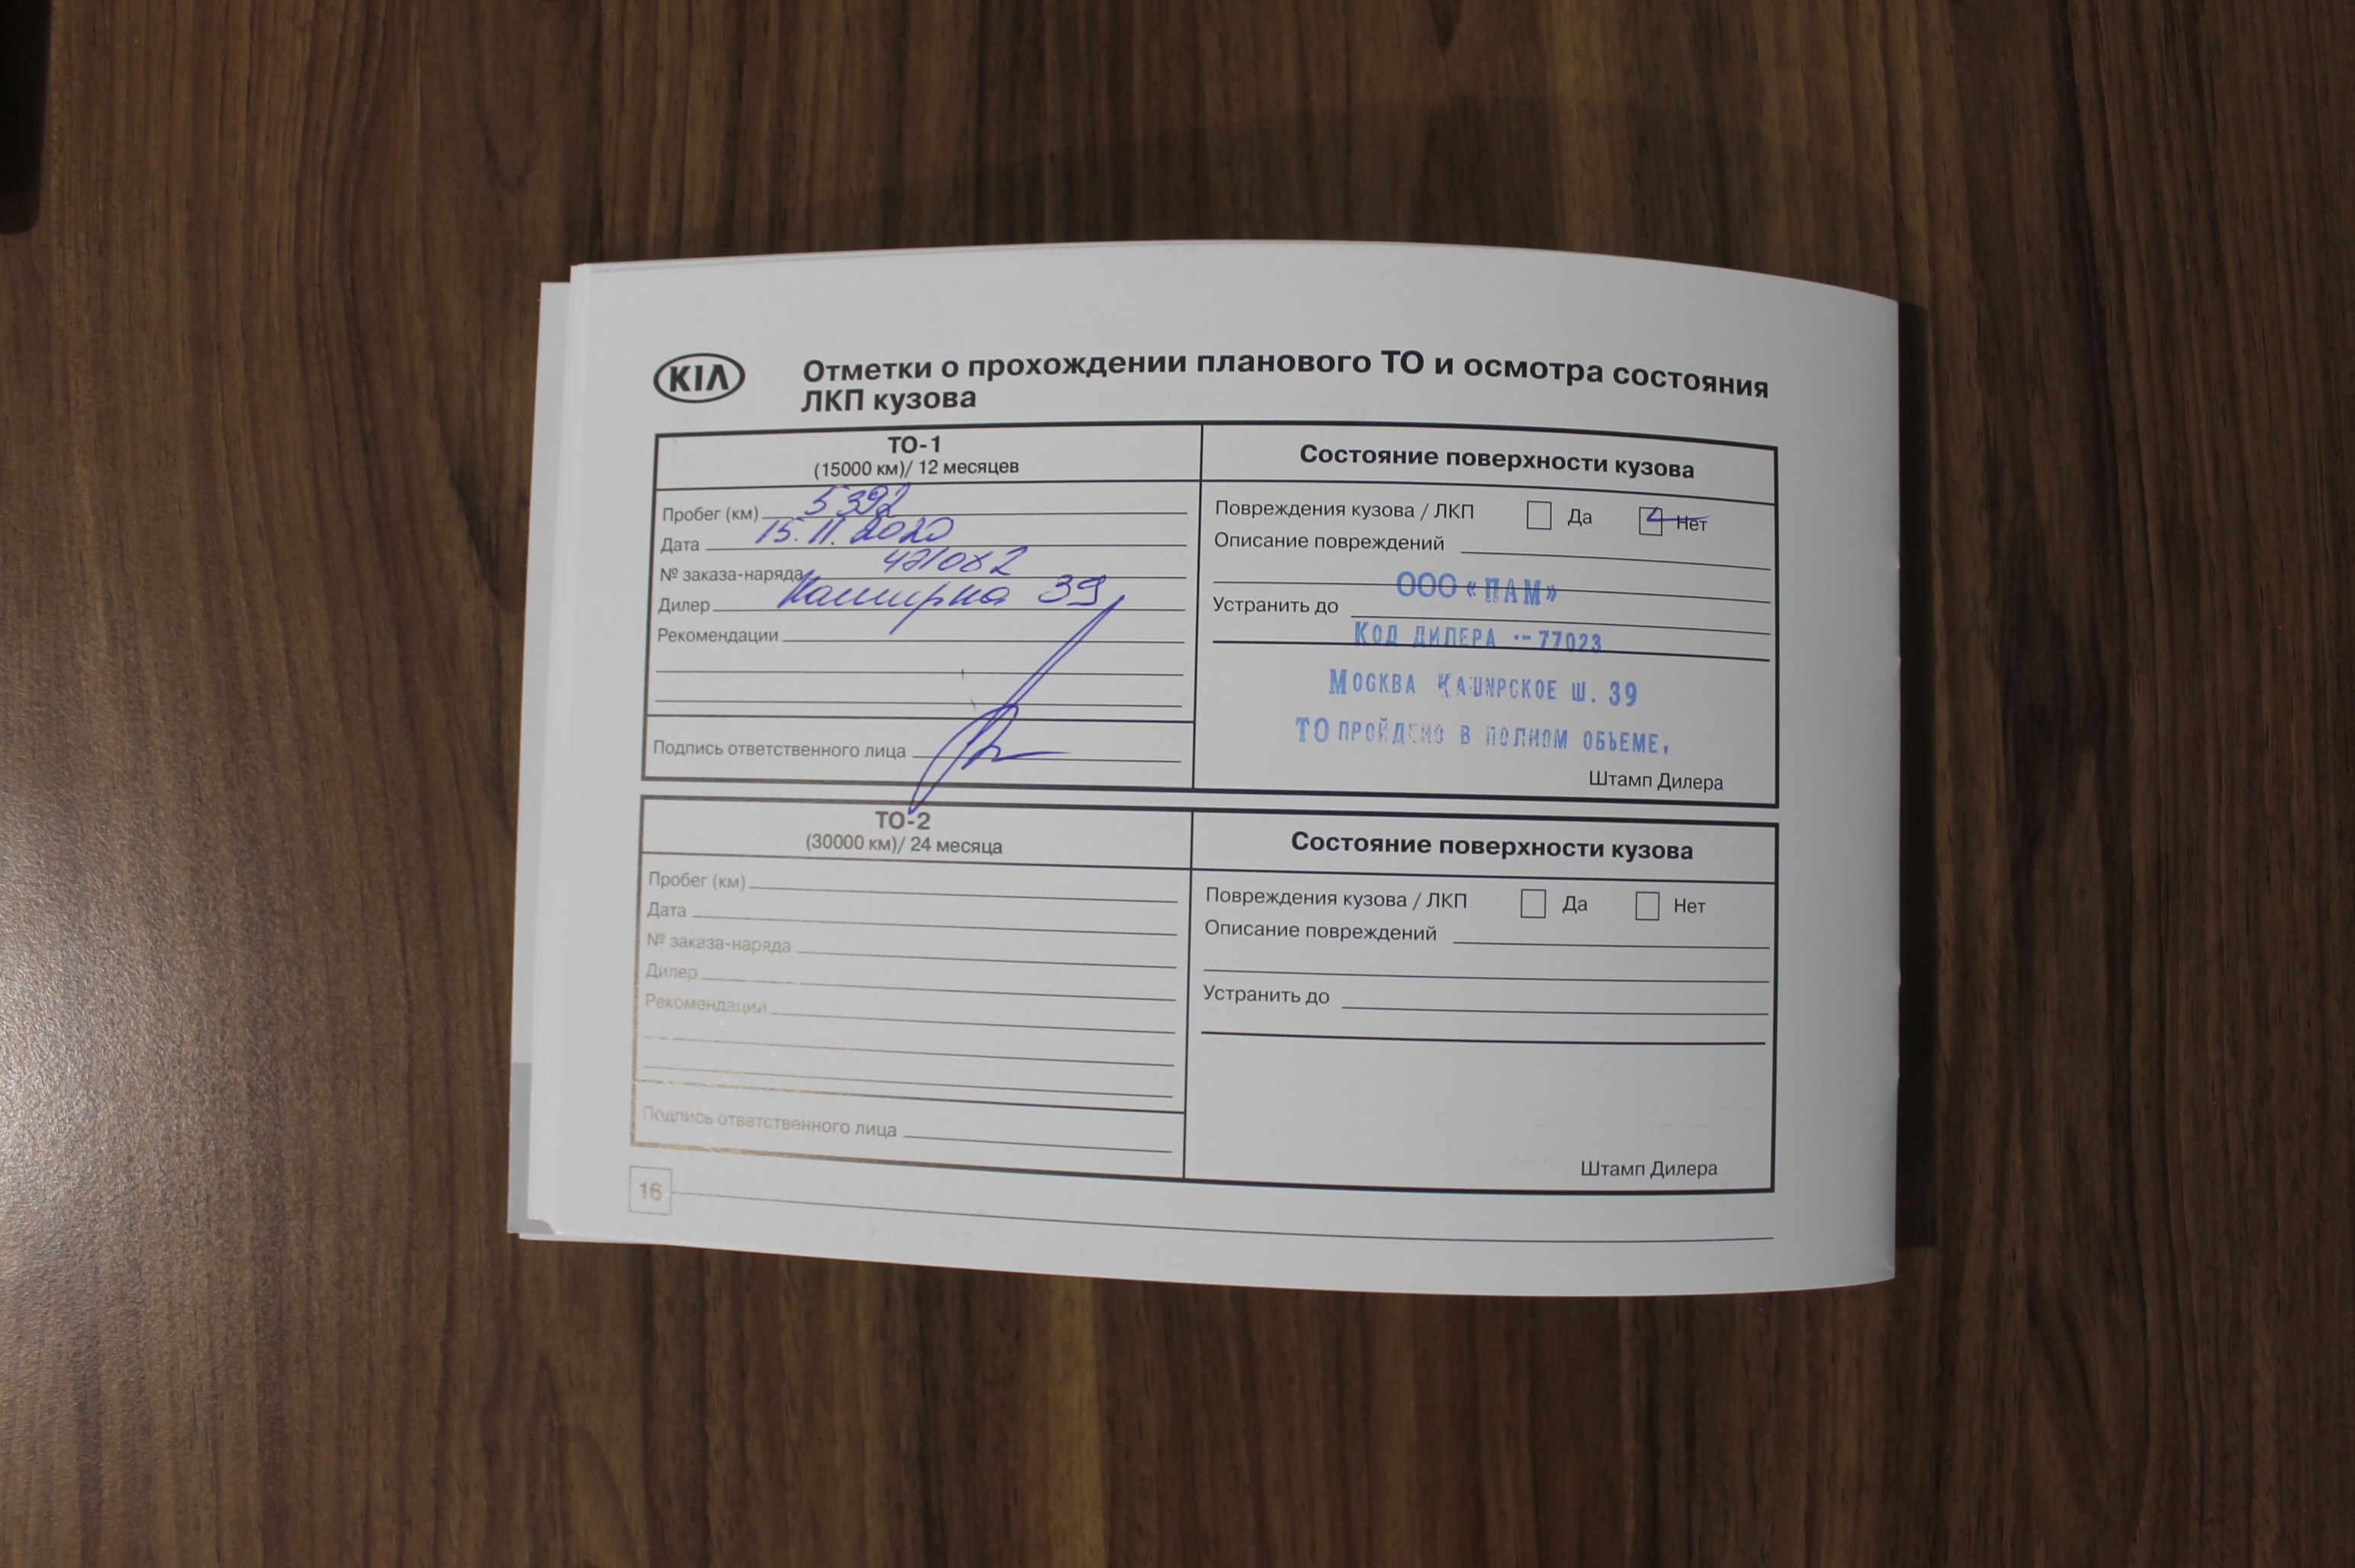 KIA
Отметки о прохождении планового ТО и осмотра состояния
ЛКП кузова
ТО-1
(15000 км)/ 12 месяцев
Пробег (км) 5392
Дата 15.11.2020
№ заказа-наряда
Дилер Каширка 39
Рекомендации
Подпись ответственного лица
Состояние поверхности кузова
Повреждения кузова / ЛКП Да Нет
Описание повреждений
ООО «ПАМ»
Устранить до
КОД ДИЛЕРА -- 77023
МОСКВА КАШИРСКОЕ Ш. 39
ТО ПРОЙДЕНО В ПОЛНОМ ОБЪЕМЕ.
Штамп Дилера
ТО-2
(30000 км)/ 24 месяца
Пробег (км)
Дата
№ заказа-наряда
Дилер
Рекомендации
Подпись ответственного лица
Состояние поверхности кузова
Повреждения кузова / ЛКП Да Нет
Описание повреждений
Устранить до
Штамп Дилера
16